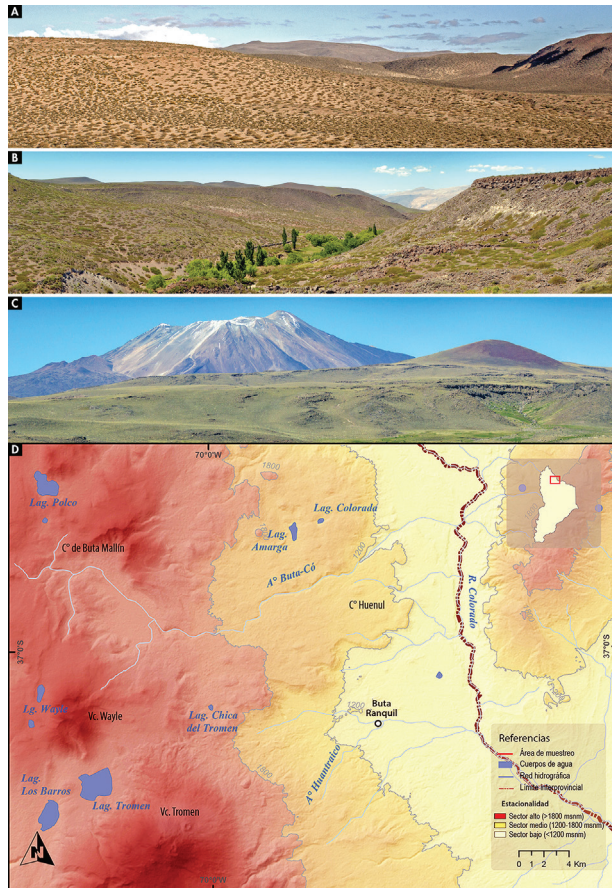 A
B
C
D
70°0'W
1800
Lag. Polco
Lag. Colorada
Lag.
Amarga
1200
C° de Buta Mallín
A° Buta-Có
C° Huenul
R. Colorado
37°0'S
37°0'S
Lg. Wayle
Vc. Wayle
Lag. Chica
del Tromen
1200
Buta
Ranquil
1200
Lag.
Los Barros
Lag. Tromen
1800
A° Huantraico
Vc. Tromen
N
Referencias
Área de muestreo
Cuerpos de agua
Red hidrográfica
Límite interprovincial
Estacionalidad
Sector alto (>1800 msnm)
Sector medio (1200-1800 msnm)
Sector bajo (<1200 msnm)
0 2 4 Km